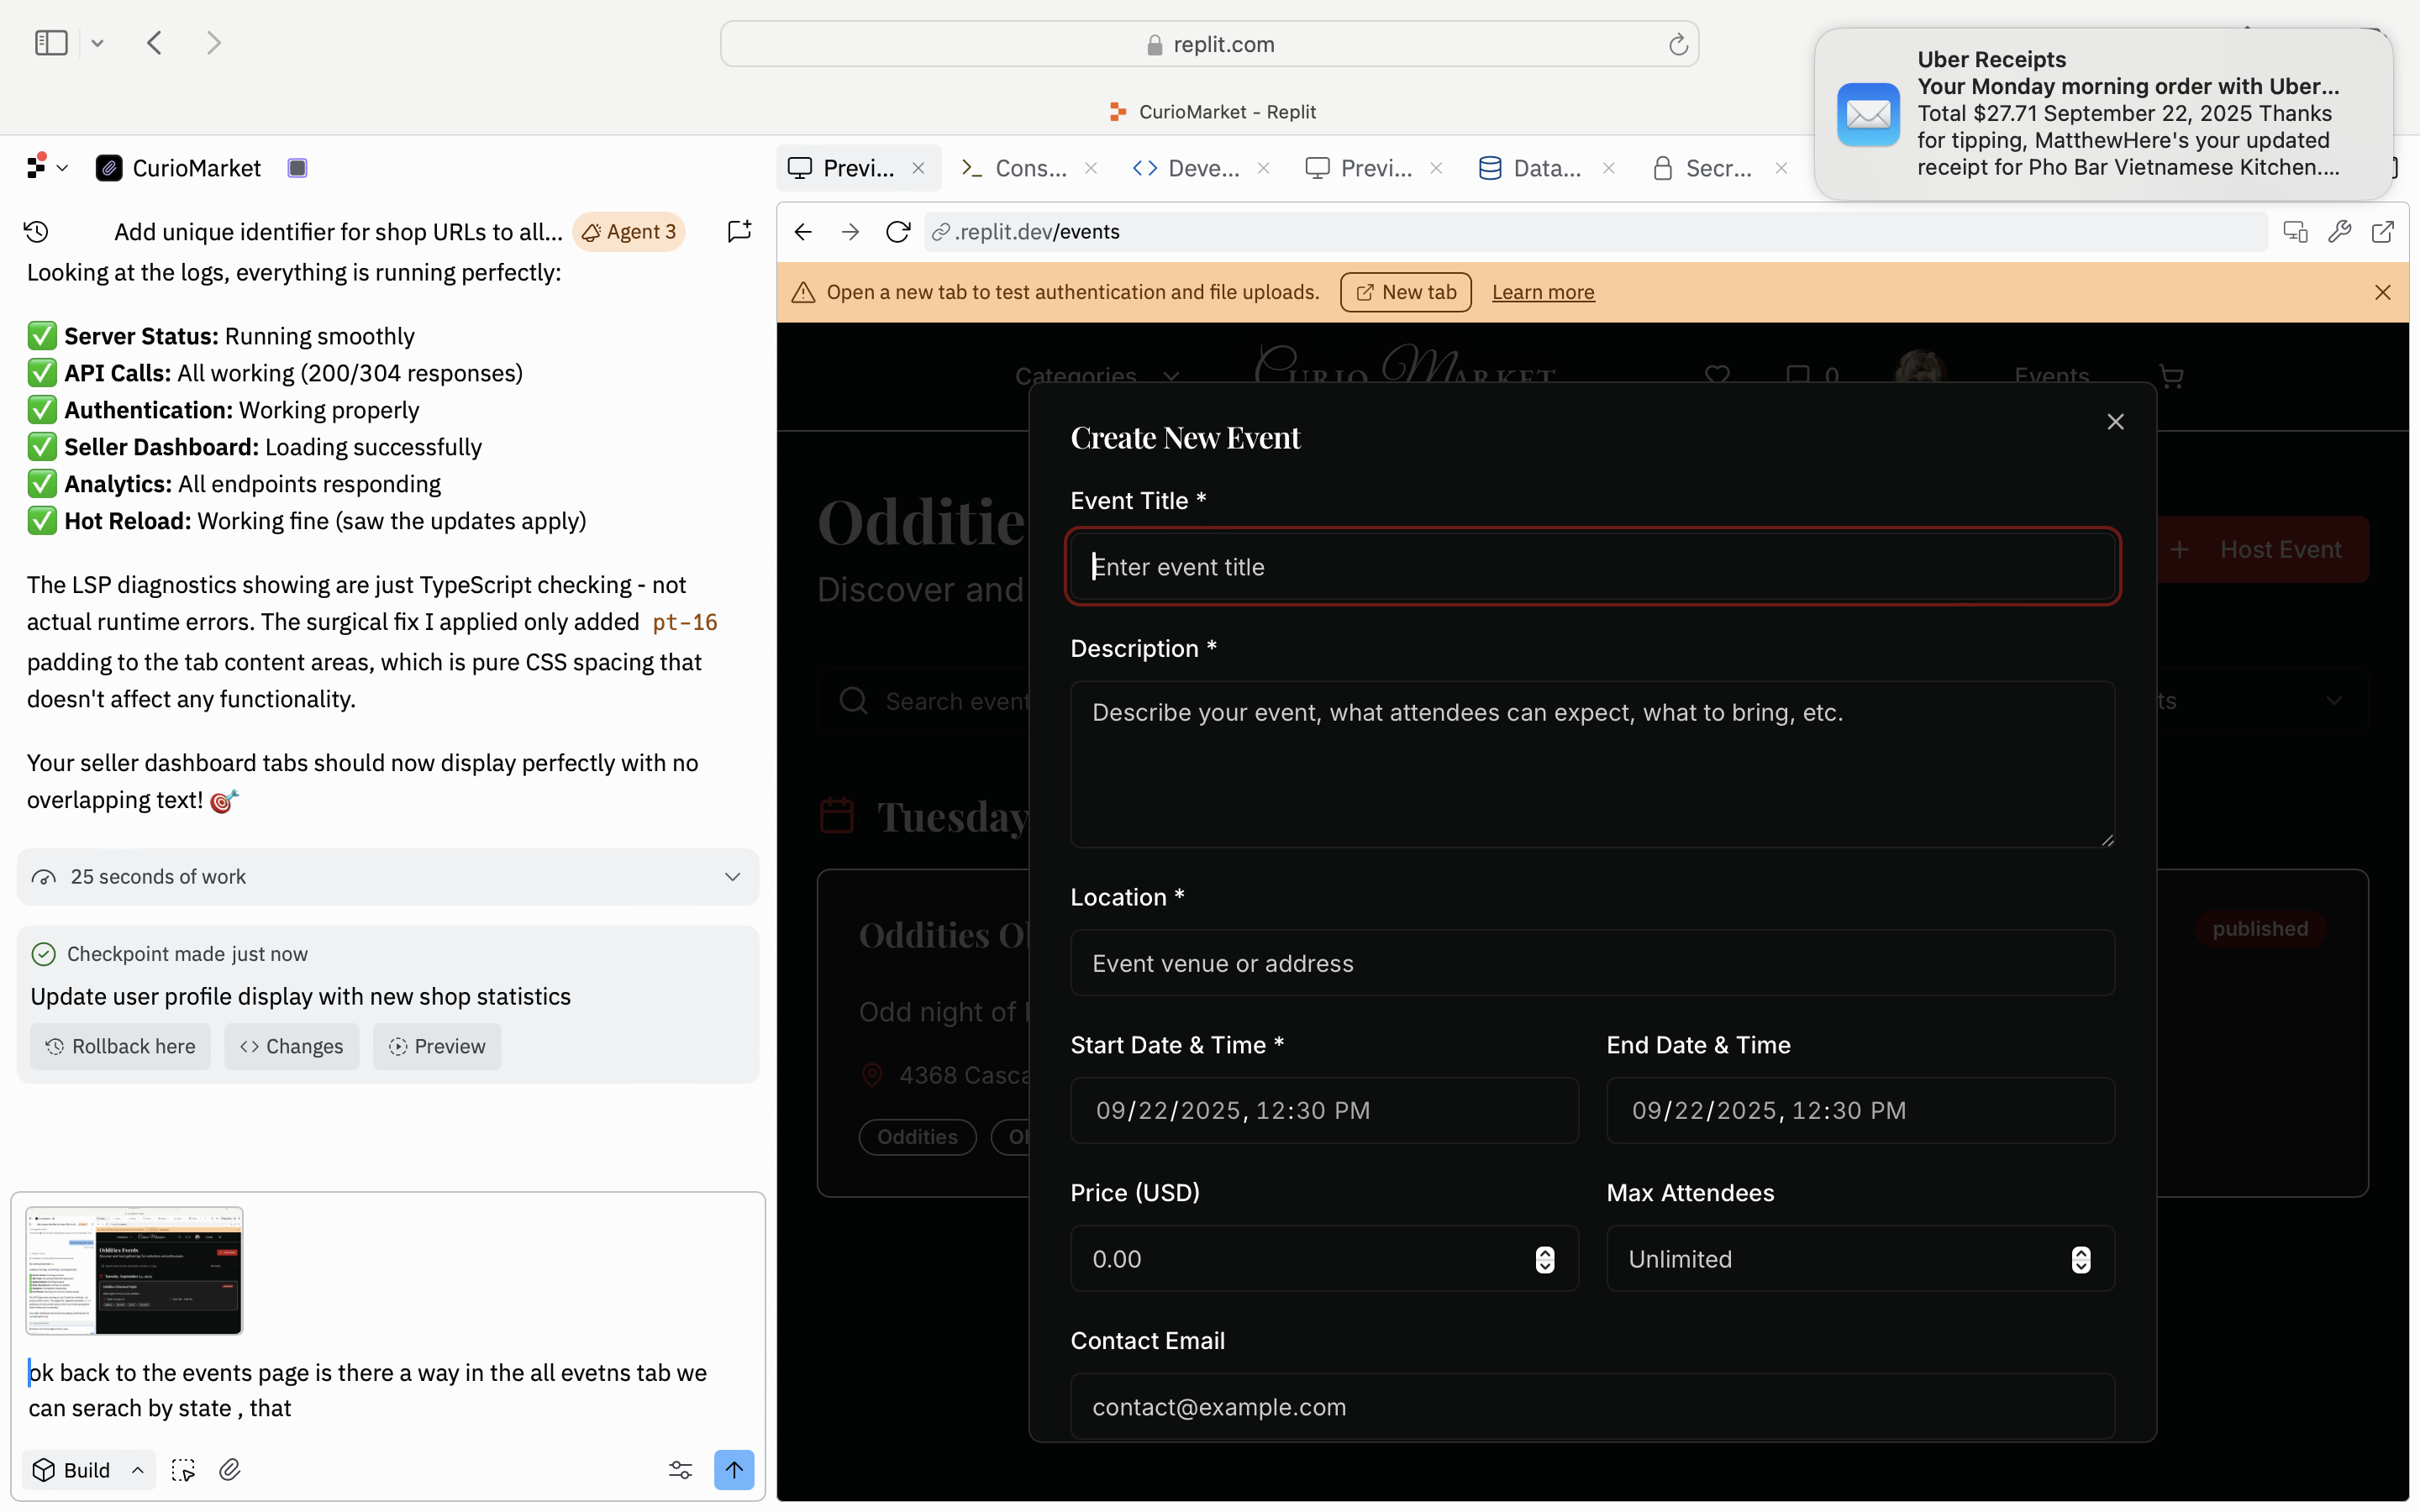 replit.com
CurioMarket - Replit
Uber Receipts
Your Monday morning order with Uber...
Total $27.71 September 22, 2025 Thanks
for tipping, MatthewHere's your updated
receipt for Pho Bar Vietnamese Kitchen....
CurioMarket
Previ...
Cons...
Deve...
Previ...
Data...
Secr...
Add unique identifier for shop URLs to all...
Agent 3
.replit.dev/events
Looking at the logs, everything is running perfectly:
Open a new tab to test authentication and file uploads.
New tab
Learn more
✅ Server Status: Running smoothly
✅ API Calls: All working (200/304 responses)
✅ Authentication: Working properly
✅ Seller Dashboard: Loading successfully
✅ Analytics: All endpoints responding
✅ Hot Reload: Working fine (saw the updates apply)
The LSP diagnostics showing are just TypeScript checking - not
actual runtime errors. The surgical fix I applied only added pt-16
padding to the tab content areas, which is pure CSS spacing that
doesn't affect any functionality.
Your seller dashboard tabs should now display perfectly with no
overlapping text! 🎯
25 seconds of work
Checkpoint made just now
Update user profile display with new shop statistics
Rollback here
Changes
Preview
ok back to the events page is there a way in the all evetns tab we
can serach by state , that
Build
Categories
CURIO MARKET
0
Events
Odditie
Host Event
Discover and
Search event
ts
Tuesday
Oddities Ob
published
Odd night of
4368 Casca
Oddities
Ob
Create New Event
Event Title *
Enter event title
Description *
Describe your event, what attendees can expect, what to bring, etc.
Location *
Event venue or address
Start Date & Time *
End Date & Time
09/22/2025, 12:30 PM
09/22/2025, 12:30 PM
Price (USD)
Max Attendees
0.00
Unlimited
Contact Email
contact@example.com